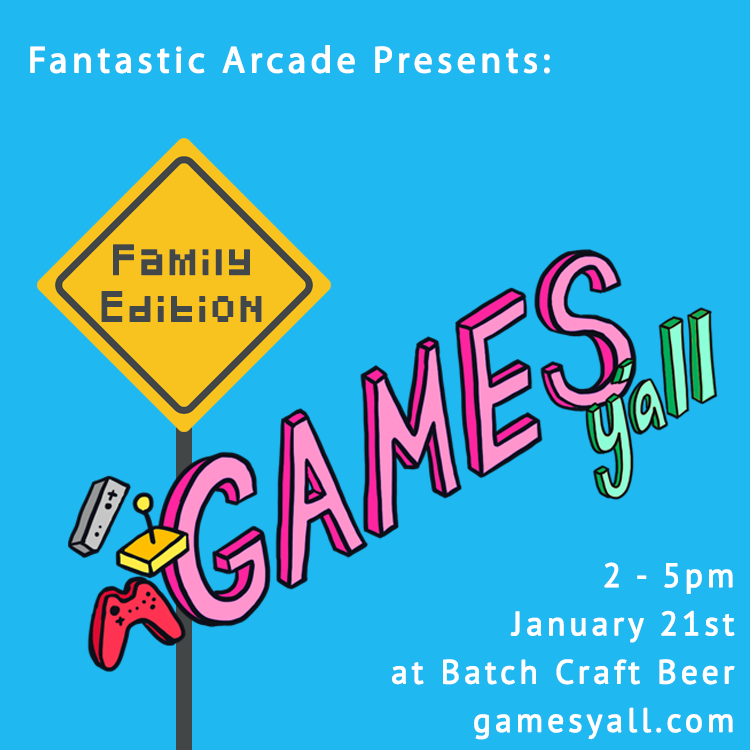 Fantastic Arcade Presents:
Family
Edition
GAMES
y'all
2 - 5pm
January 21st
at Batch Craft Beer
gamesyall.com